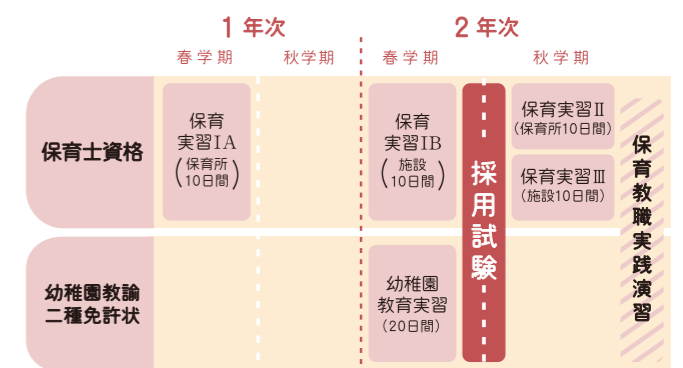 1 年次
2 年次
春学期
秋学期
春学期
秋学期
保育士資格
保育
実習ⅠA
(保育所
10日間)
保育
実習ⅠB
(施設
10日間)
採用試験
保育実習Ⅱ
(保育所10日間)
保育実習Ⅲ
(施設10日間)
保育教職実践演習
幼稚園教諭
二種免許状
幼稚園
教育実習
(20日間)